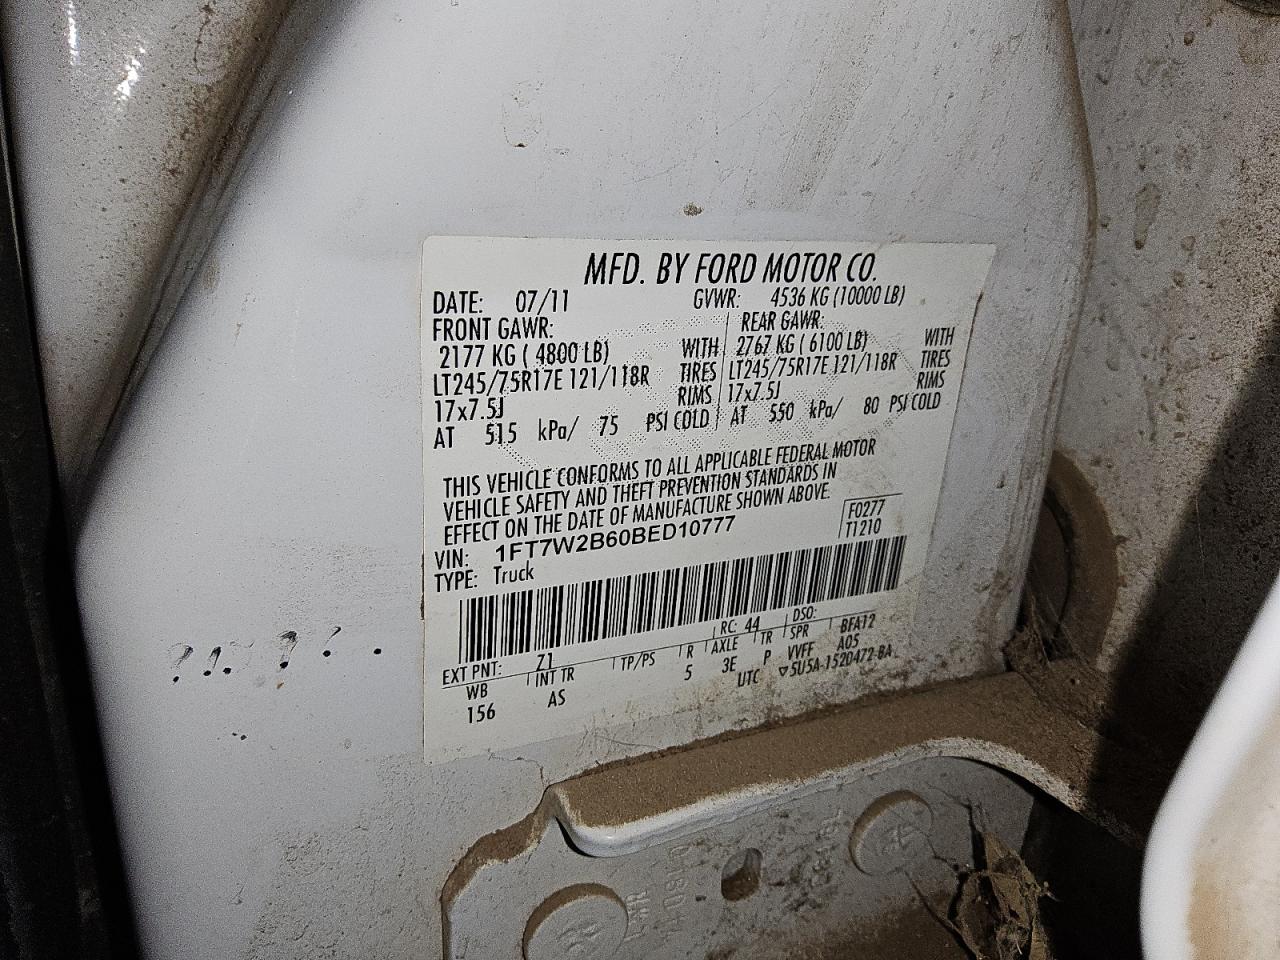 MFD. BY FORD MOTOR CO.
DATE: 07/11 GVWR: 4536 KG (10000 LB)
FRONT GAWR: REAR GAWR:
2177 KG ( 4800 LB) WITH 2767 KG ( 6100 LB) WITH
LT245/75R17E 121/118R TIRES LT245/75R17E 121/118R TIRES
17x7.5J RIMS 17x7.5J RIMS
AT 515 kPa/ 75 PSI COLD AT 550 kPa/ 80 PSI COLD
THIS VEHICLE CONFORMS TO ALL APPLICABLE FEDERAL MOTOR
VEHICLE SAFETY AND THEFT PREVENTION STANDARDS IN
EFFECT ON THE DATE OF MANUFACTURE SHOWN ABOVE.
VIN: 1FT7W2B60BED10777 F0277
TYPE: Truck T1210
EXT PNT: Z1 RC: 44 DSO:
WB INT TR TP/PS R AXLE TR SPR BFA12
156 AS 5 3E P VVFF A05
UTC ▽5U5A-1520472-BA